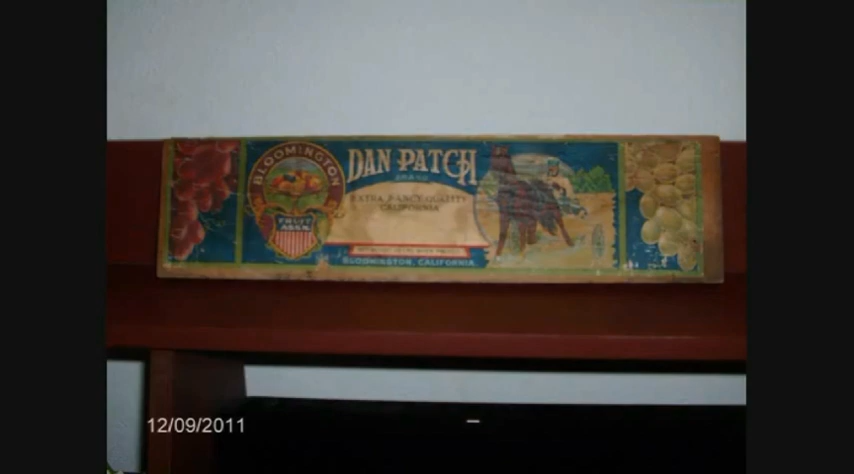 BLOOMINGTON
FRUIT
ASSN.
DAN PATCH
BRAND
EXTRA FANCY QUALITY
CALIFORNIA
BLOOMINGTON, CALIFORNIA
12/09/2011